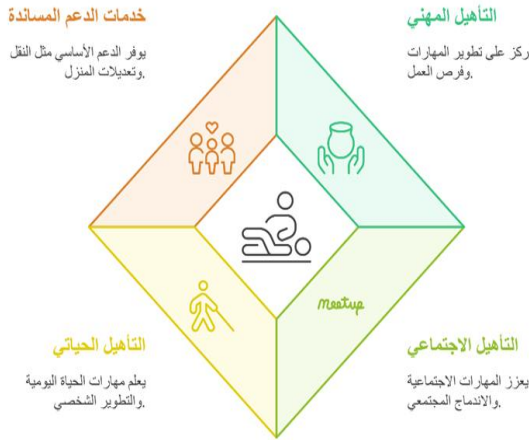 التأهيل المهني
ركز على تطوير المهارات
وفرص العمل.
خدمات الدعم المساندة
يوفر الدعم الأساسي مثل النقل
وتعديلات المنزل.
meetup
التأهيل الاجتماعي
يعزز المهارات الاجتماعية
والاندماج المجتمعي.
التأهيل الحياتي
يعلم مهارات الحياة اليومية
والتطوير الشخصي.